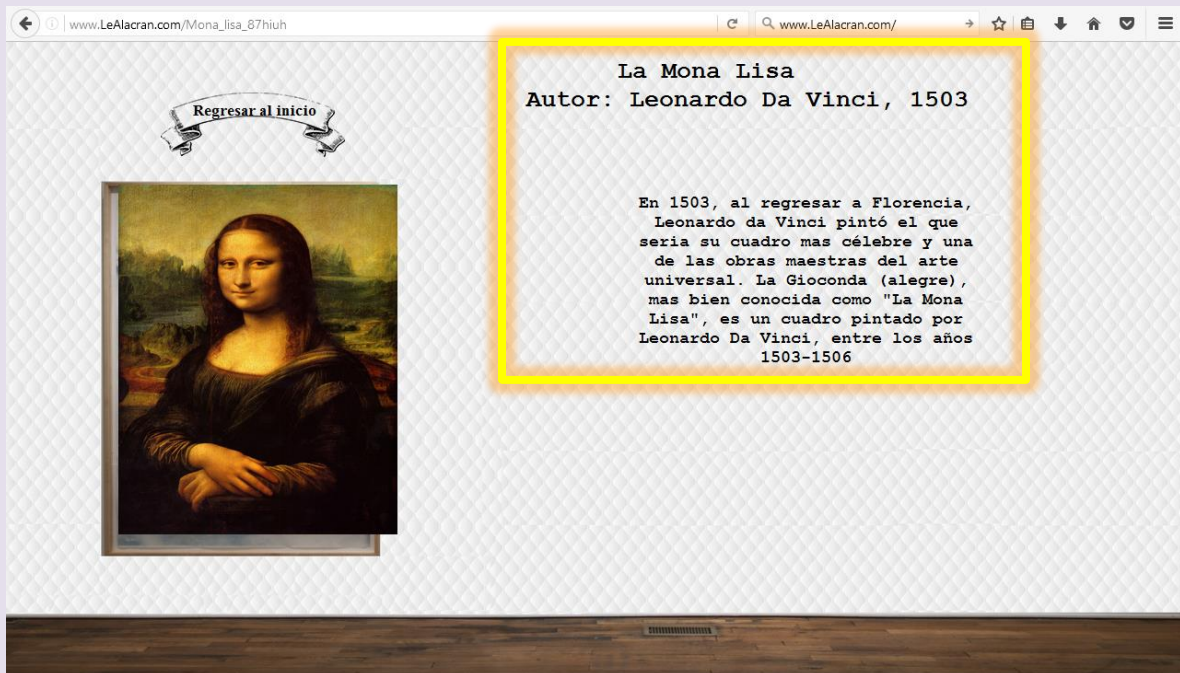 www.LeAlacran.com/Mona_lisa_87hiuh
www.LeAlacran.com/
Regresar al inicio
La Mona Lisa
Autor: Leonardo Da Vinci, 1503
En 1503, al regresar a Florencia,
Leonardo da Vinci pintó el que
seria su cuadro mas célebre y una
de las obras maestras del arte
universal. La Gioconda (alegre),
mas bien conocida como "La Mona
Lisa", es un cuadro pintado por
Leonardo Da Vinci, entre los años
1503-1506